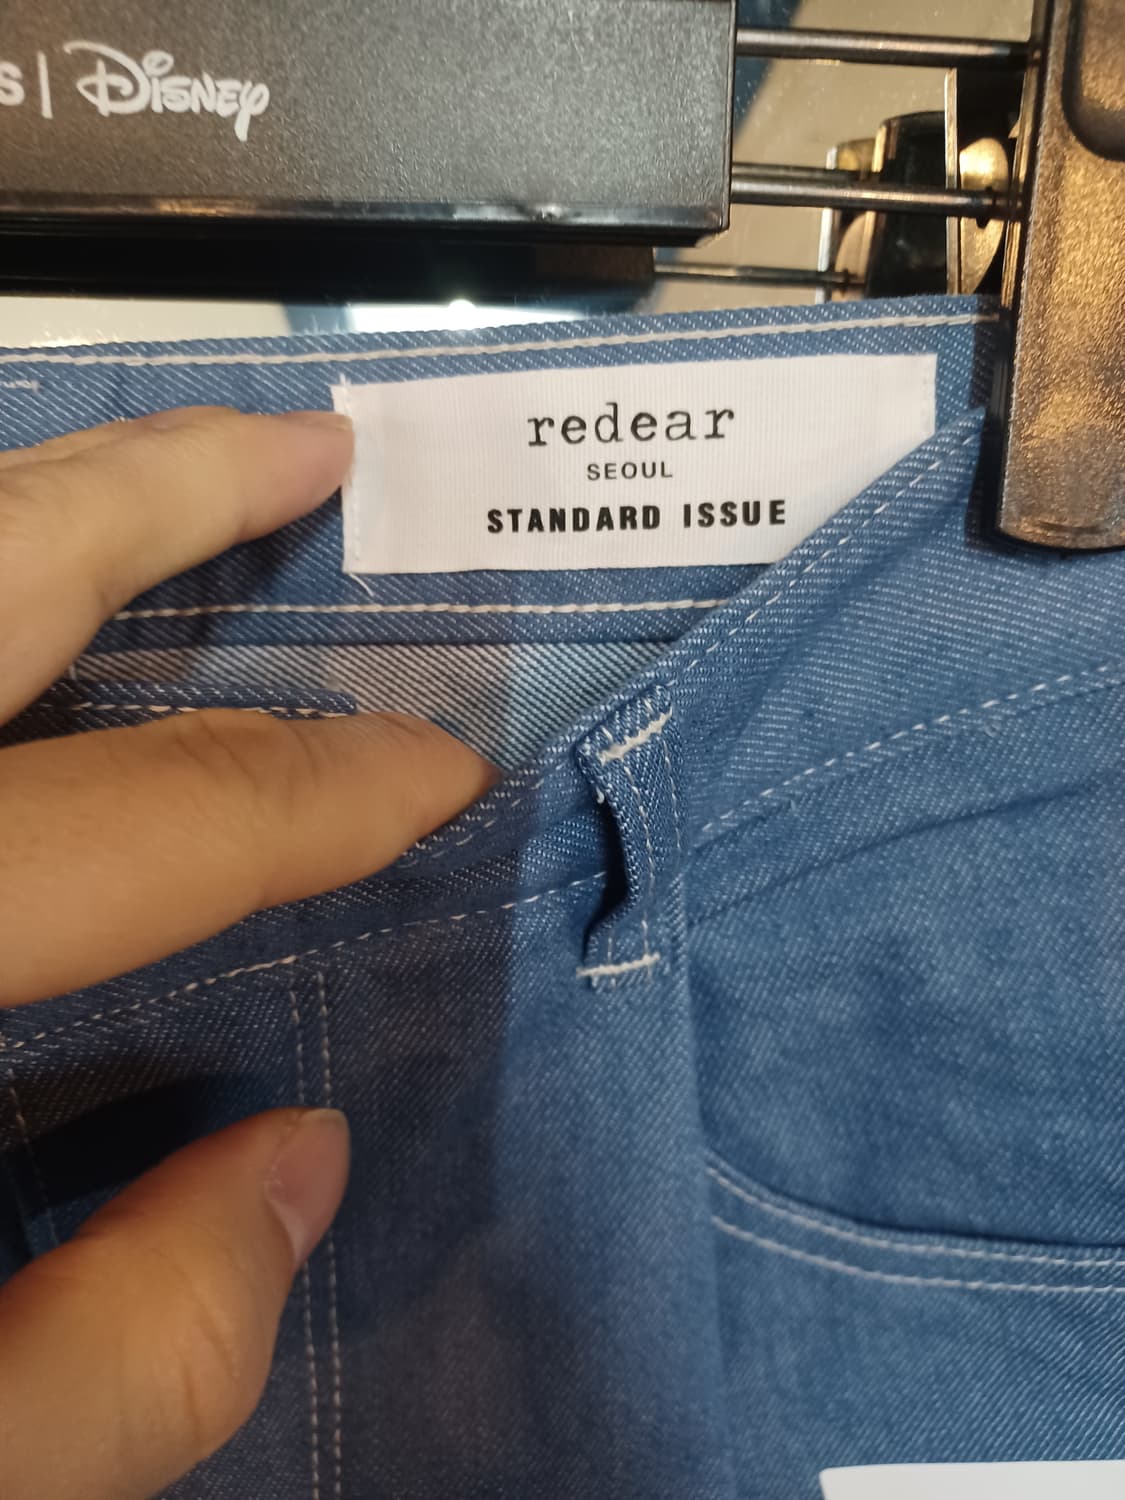 S | Disney
redear
SEOUL
STANDARD ISSUE